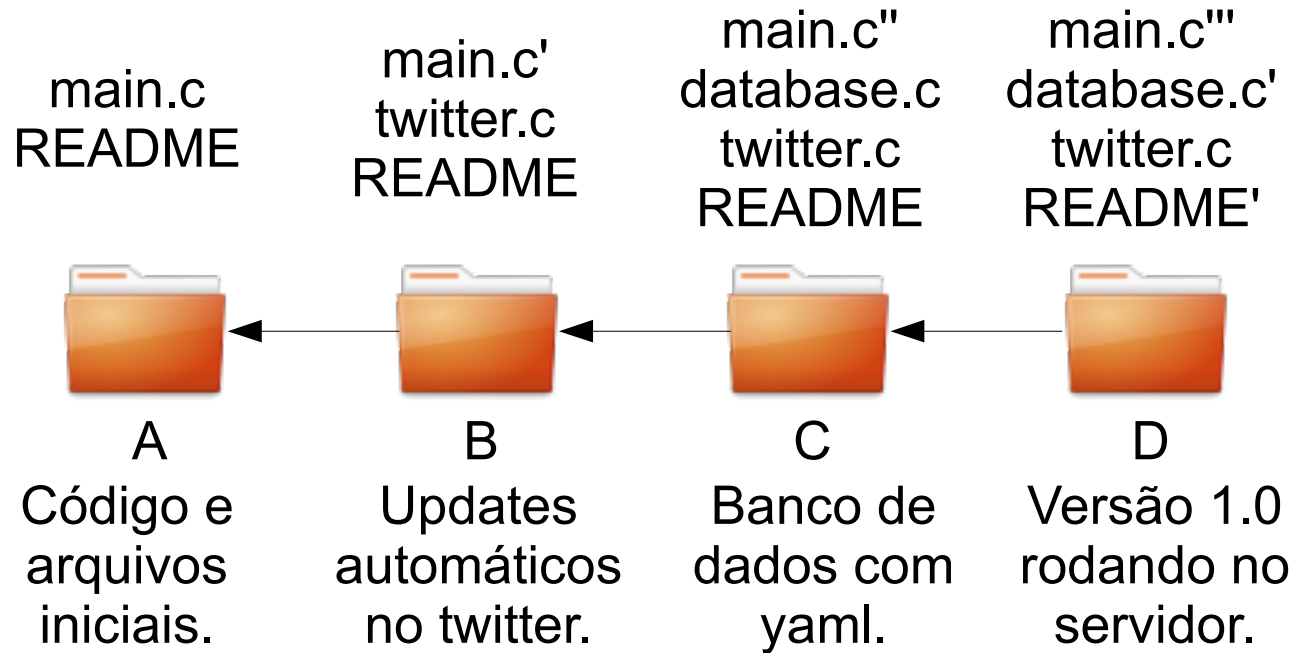 main.c
README
main.c'
twitter.c
README
main.c''
database.c
twitter.c
README
main.c'''
database.c'
twitter.c
README'
A
Código e
arquivos
iniciais.
B
Updates
automáticos
no twitter.
C
Banco de
dados com
yaml.
D
Versão 1.0
rodando no
servidor.